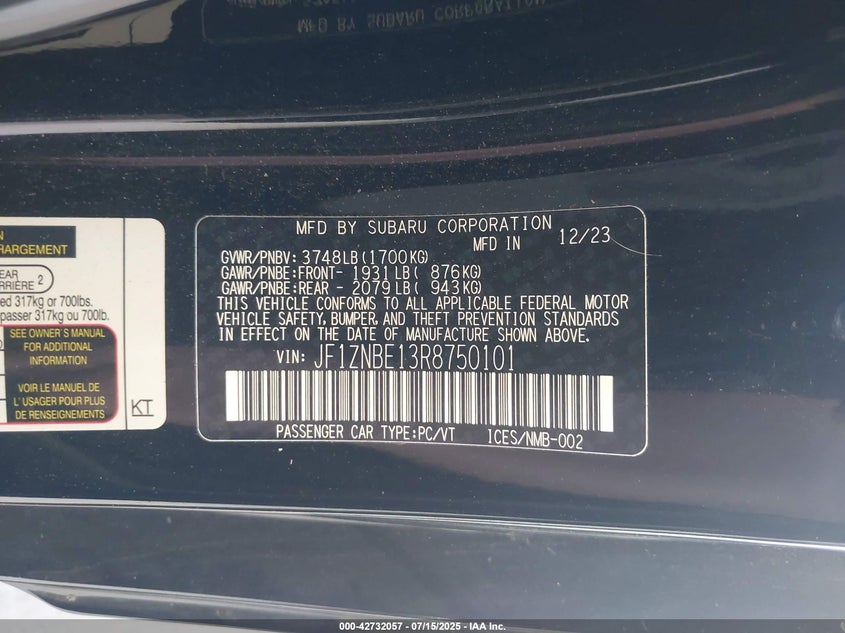 MFD BY SUBARU CORPORATION
MFD IN 12/23
GVWR/PNBV: 3748LB(1700KG)
GAWR/PNBE:FRONT- 1931LB( 876KG)
GAWR/PNBE:REAR - 2079LB( 943KG)
THIS VEHICLE CONFORMS TO ALL APPLICABLE FEDERAL MOTOR
VEHICLE SAFETY, BUMPER, AND THEFT PREVENTION STANDARDS
IN EFFECT ON THE DATE OF MANUFACTURE SHOWN ABOVE.
VIN: JF1ZNBE13R8750101
PASSENGER CAR TYPE:PC/VT ICES/NMB-002
N
HARGEMENT
EAR
ARRIÈRE 2
ed 317kg or 700lbs.
passer 317kg ou 700lb.
SEE OWNER'S MANUAL
FOR ADDITIONAL
INFORMATION
VOIR LE MANUEL DE
L' USAGER POUR PLUS
DE RENSEIGNEMENTS
KT
000-42732057 - 07/15/2025 - IAA Inc.